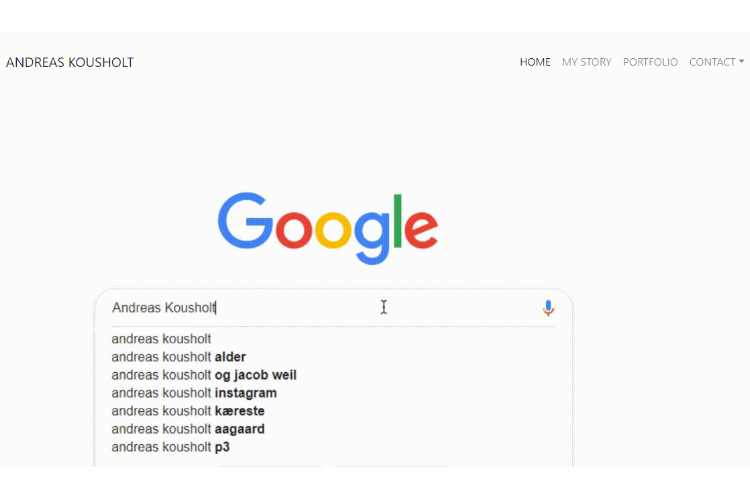 ANDREAS KOUSHOLT
HOME MY STORY PORTFOLIO CONTACT
Google
Andreas Kousholt
andreas kousholt
andreas kousholt alder
andreas kousholt og jacob weil
andreas kousholt instagram
andreas kousholt kæreste
andreas kousholt aagaard
andreas kousholt p3